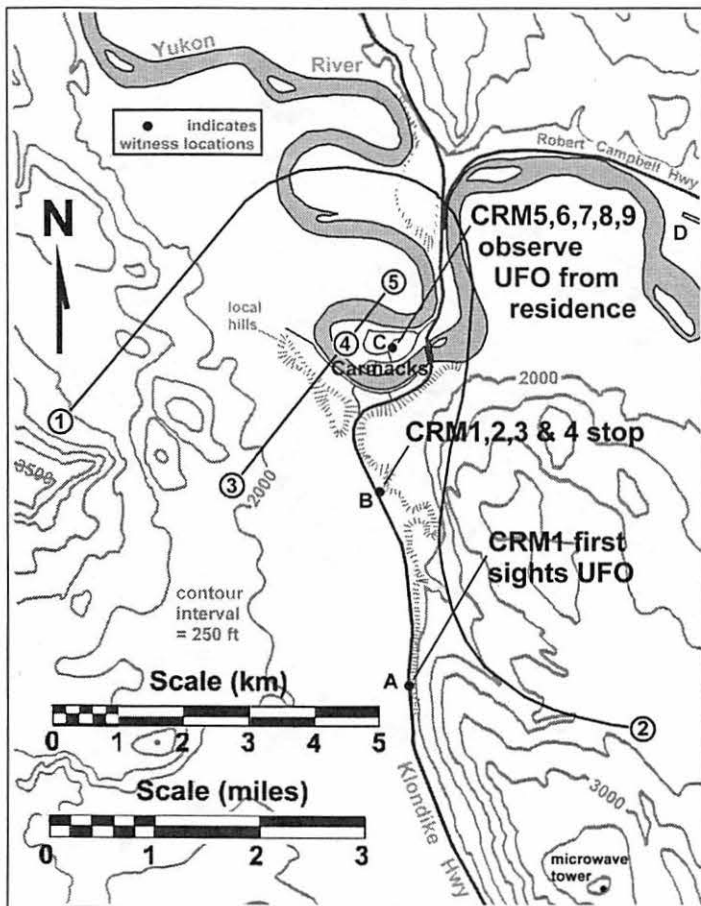 Yukon
River
• indicates
witness locations
Robert Campbell Hwy
N
D
CRM5,6,7,8,9
observe
UFO from
residence
5
local
hills
4
C
Carmacks
2000
1
CRM1,2,3 & 4 stop
3500
3
2000
B
CRM1 first
sights UFO
contour
interval
= 250 ft
A
Scale (km)
2
0 1 2 3 4 5
Scale (miles)
3000
Klondike Hwy
0 1 2 3
microwave
tower